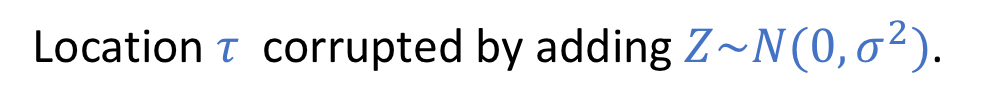 Location τ corrupted by adding Z~N(0, σ²).